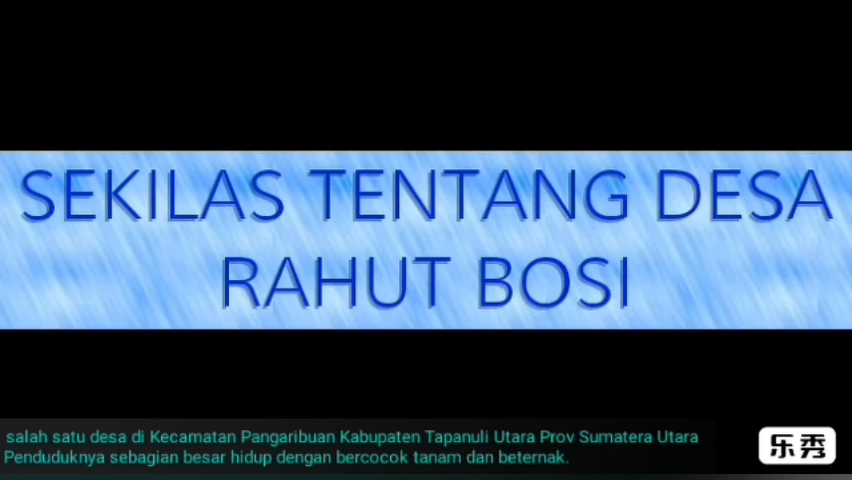 SEKILAS TENTANG DESA
RAHUT BOSI
salah satu desa di Kecamatan Pangaribuan Kabupaten Tapanuli Utara Prov Sumatera Utara
Penduduknya sebagian besar hidup dengan bercocok tanam dan beternak.
乐秀